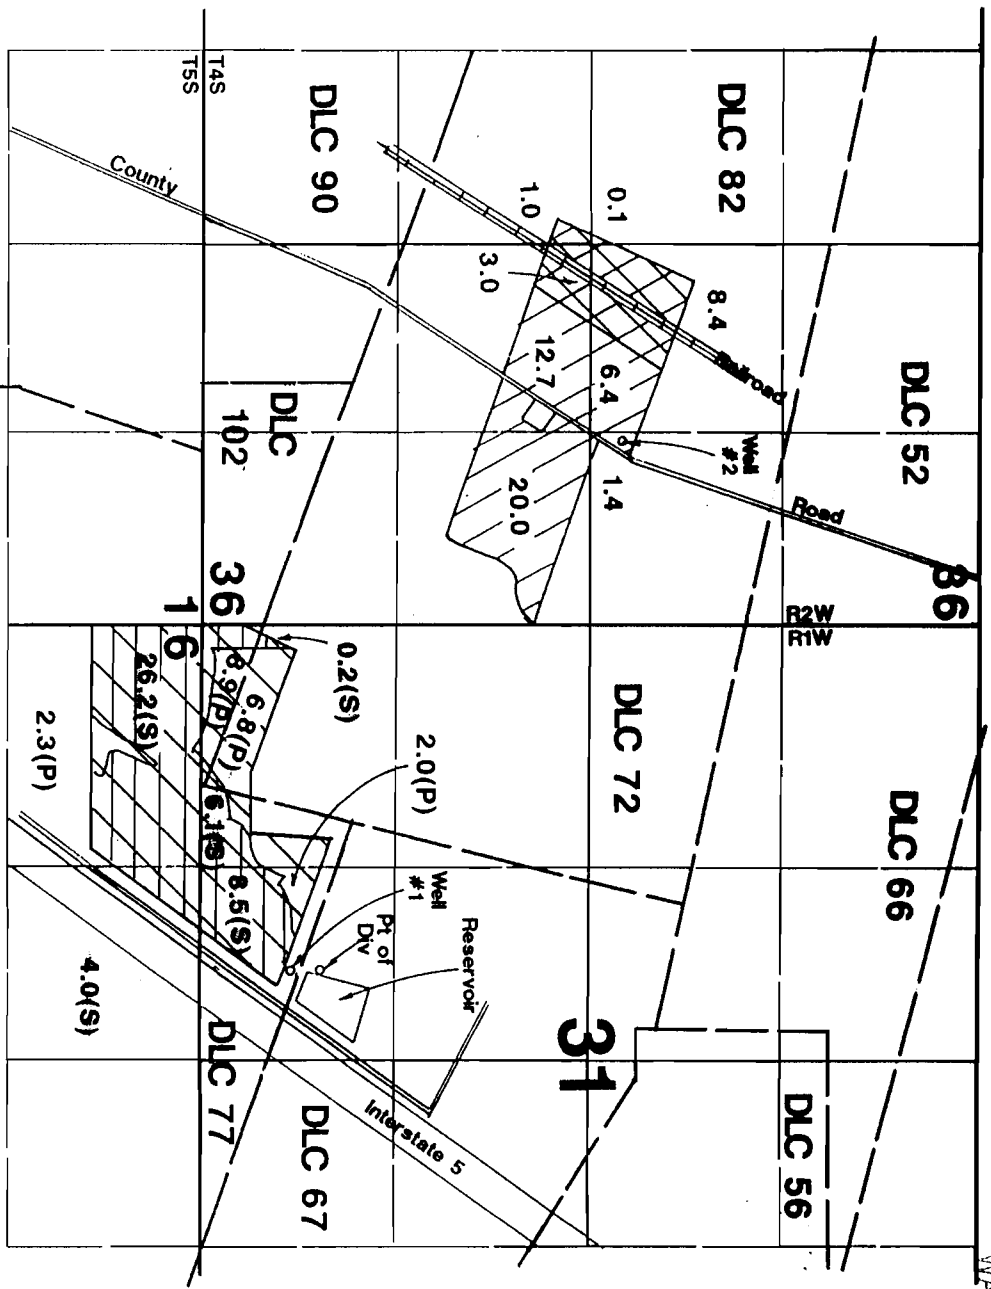 T4S
T5S
DLC 90
DLC 82
DLC 52
County
1.0
0.1
3.0
8.4
Railroad
12.7
6.4
Well
#2
DLC
102
20.0
1.4
Road
36
36
1
6
R2W
R1W
0.2(S)
8.9(P)
6.8(P)
26.2(S)
2.3(P)
2.0(P)
DLC 72
DLC 66
6.1(S
8.5(S)
Well
#1
Pt of
Div
Reservoir
4.0(S)
31
DLC 77
DLC 67
Interstate 5
DLC 56